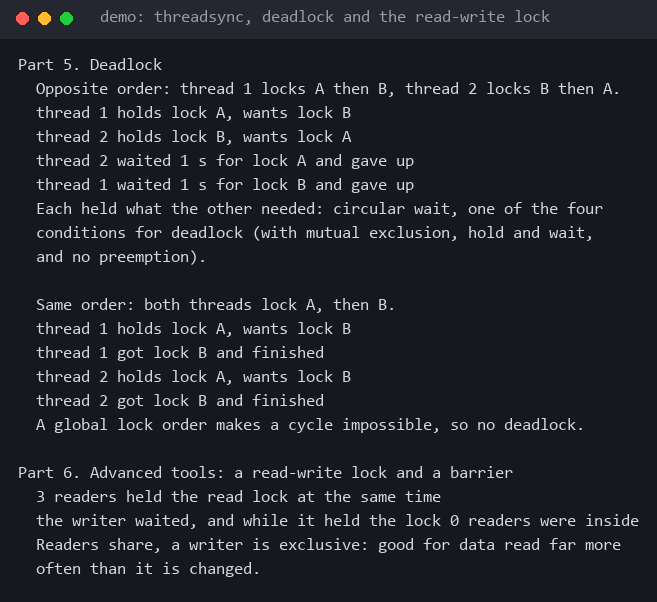 demo: threadsync, deadlock and the read-write lock
Part 5. Deadlock
Opposite order: thread 1 locks A then B, thread 2 locks B then A.
thread 1 holds lock A, wants lock B
thread 2 holds lock B, wants lock A
thread 2 waited 1 s for lock A and gave up
thread 1 waited 1 s for lock B and gave up
Each held what the other needed: circular wait, one of the four
conditions for deadlock (with mutual exclusion, hold and wait,
and no preemption).
Same order: both threads lock A, then B.
thread 1 holds lock A, wants lock B
thread 1 got lock B and finished
thread 2 holds lock A, wants lock B
thread 2 got lock B and finished
A global lock order makes a cycle impossible, so no deadlock.
Part 6. Advanced tools: a read-write lock and a barrier
3 readers held the read lock at the same time
the writer waited, and while it held the lock 0 readers were inside
Readers share, a writer is exclusive: good for data read far more
often than it is changed.